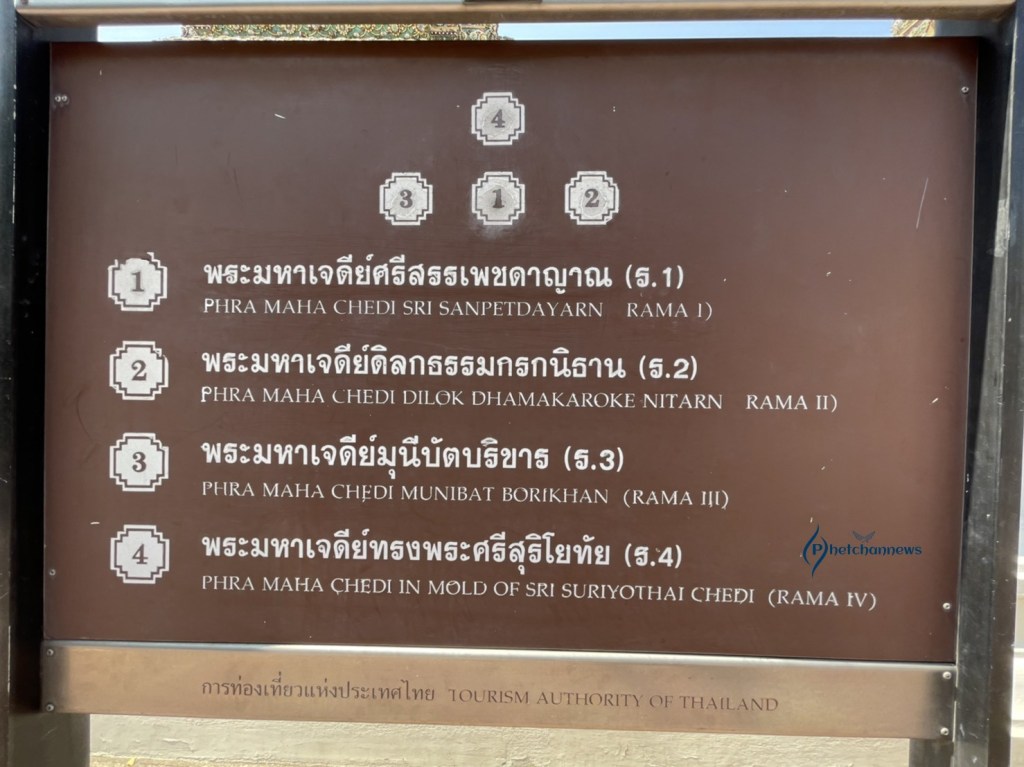 4
3 1 2
1 พระมหาเจดีย์ศรีสรรเพชดาญาณ (ร.1)
PHRA MAHA CHEDI SRI SANPETDAYARN RAMA I)
2 พระมหาเจดีย์ดิลกธรรมกรกนิธาน (ร.2)
PHRA MAHA CHEDI DILOK DHAMAKAROKE NITARN RAMA II)
3 พระมหาเจดีย์มุนีบัตบริขาร (ร.3)
PHRA MAHA CHEDI MUNIBAT BORIKHAN (RAMA III)
4 พระมหาเจดีย์ทรงพระศรีสุริโยทัย (ร.4)
PHRA MAHA CHEDI IN MOLD OF SRI SURIYOTHAI CHEDI (RAMA IV)
Phetchannews
การท่องเที่ยวแห่งประเทศไทย TOURISM AUTHORITY OF THAILAND